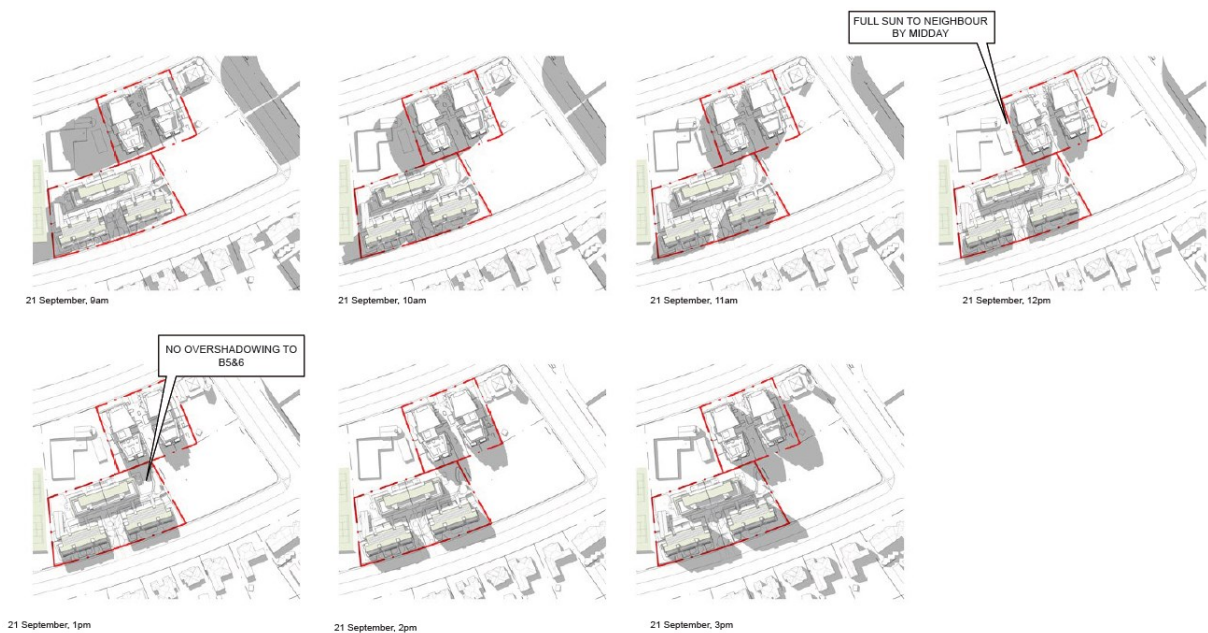 FULL SUN TO NEIGHBOUR
BY MIDDAY
21 September, 9am
21 September, 10am
21 September, 11am
21 September, 12pm
NO OVERSHADOWING TO
B5&6
21 September, 1pm
21 September, 2pm
21 September, 3pm